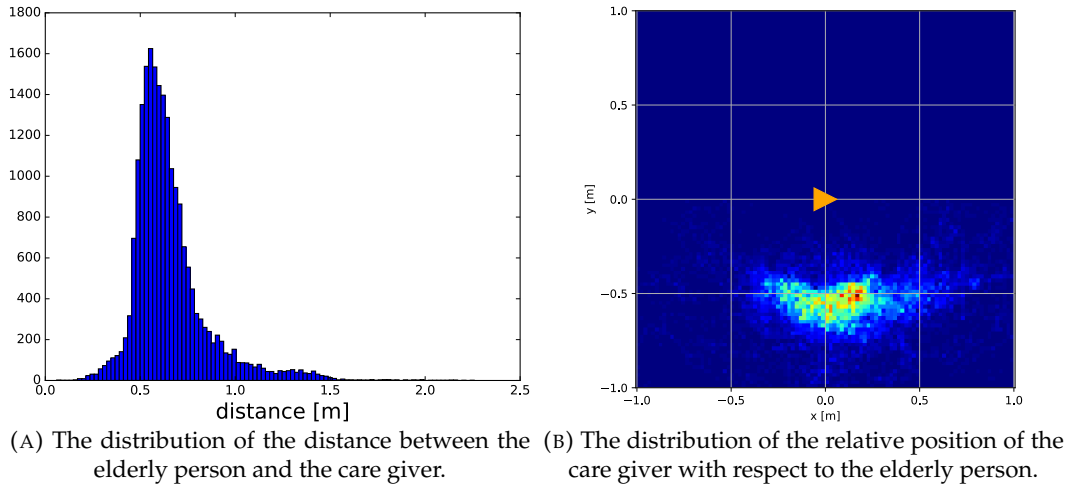 1800
1600
1400
1200
1000
800
600
400
200
0
0.0 0.5 1.0 1.5 2.0 2.5
distance [m]
(A) The distribution of the distance between the
elderly person and the care giver.
1.0
0.5
0.0
−0.5
−1.0
y [m]
−1.0 −0.5 0.0 0.5 1.0
x [m]
(B) The distribution of the relative position of the
care giver with respect to the elderly person.